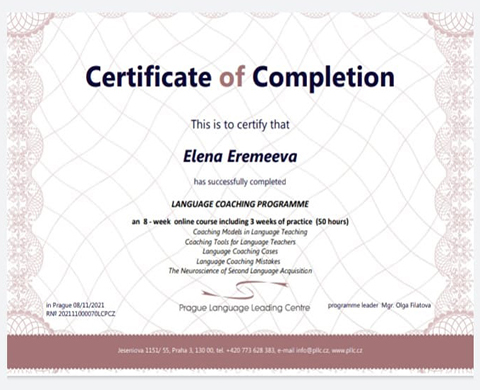 Certificate of Completion
This is to certify that
Elena Eremeeva
has successfully completed
LANGUAGE COACHING PROGRAMME
an 8 - week online course including 3 weeks of practice (50 hours)
Coaching Models in Language Teaching
Coaching Tools for Language Teachers
Language Coaching Cases
Language Coaching Mistakes
The Neuroscience of Second Language Acquisition
in Prague 08/11/2021
RN# 202111000070LCPCZ
Prague Language Leading Centre
programme leader: Mgr. Olga Filatova
Jeseniova 1151/ 55, Praha 3, 130 00, tel. +420 773 628 383, e-mail info@pllc.cz, www.pllc.cz